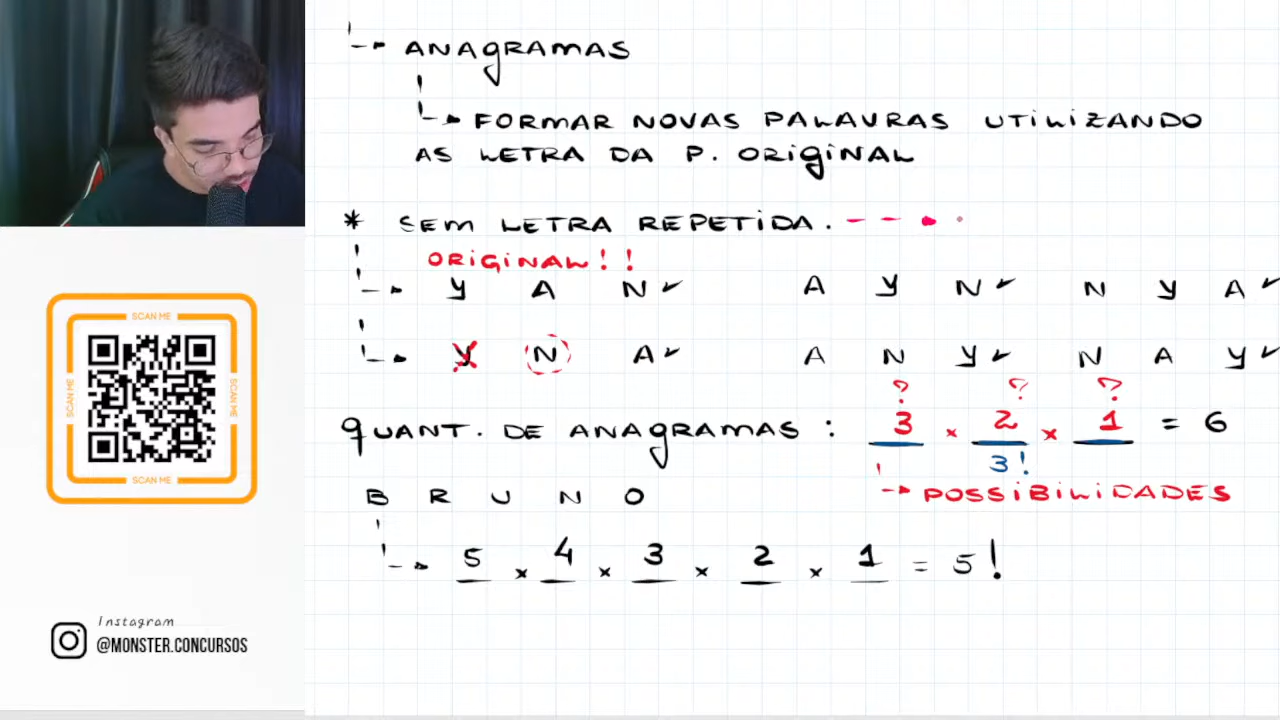 ANAGRAMAS
FORMAR NOVAS PALAVRAS UTILIZANDO
AS LETRA DA P. ORIGINAL
* SEM LETRA REPETIDA.
ORIGINAL!!
Y A N A Y N N Y A
Y N A A N Y N A Y
? ? ?
QUANT. DE ANAGRAMAS : 3 × 2 × 1 = 6
3!
POSSIBILIDADES
B R U N O
5 × 4 × 3 × 2 × 1 = 5!
SCAN ME
SCAN ME
SCAN ME
SCAN ME
Instagram
@MONSTER.CONCURSOS